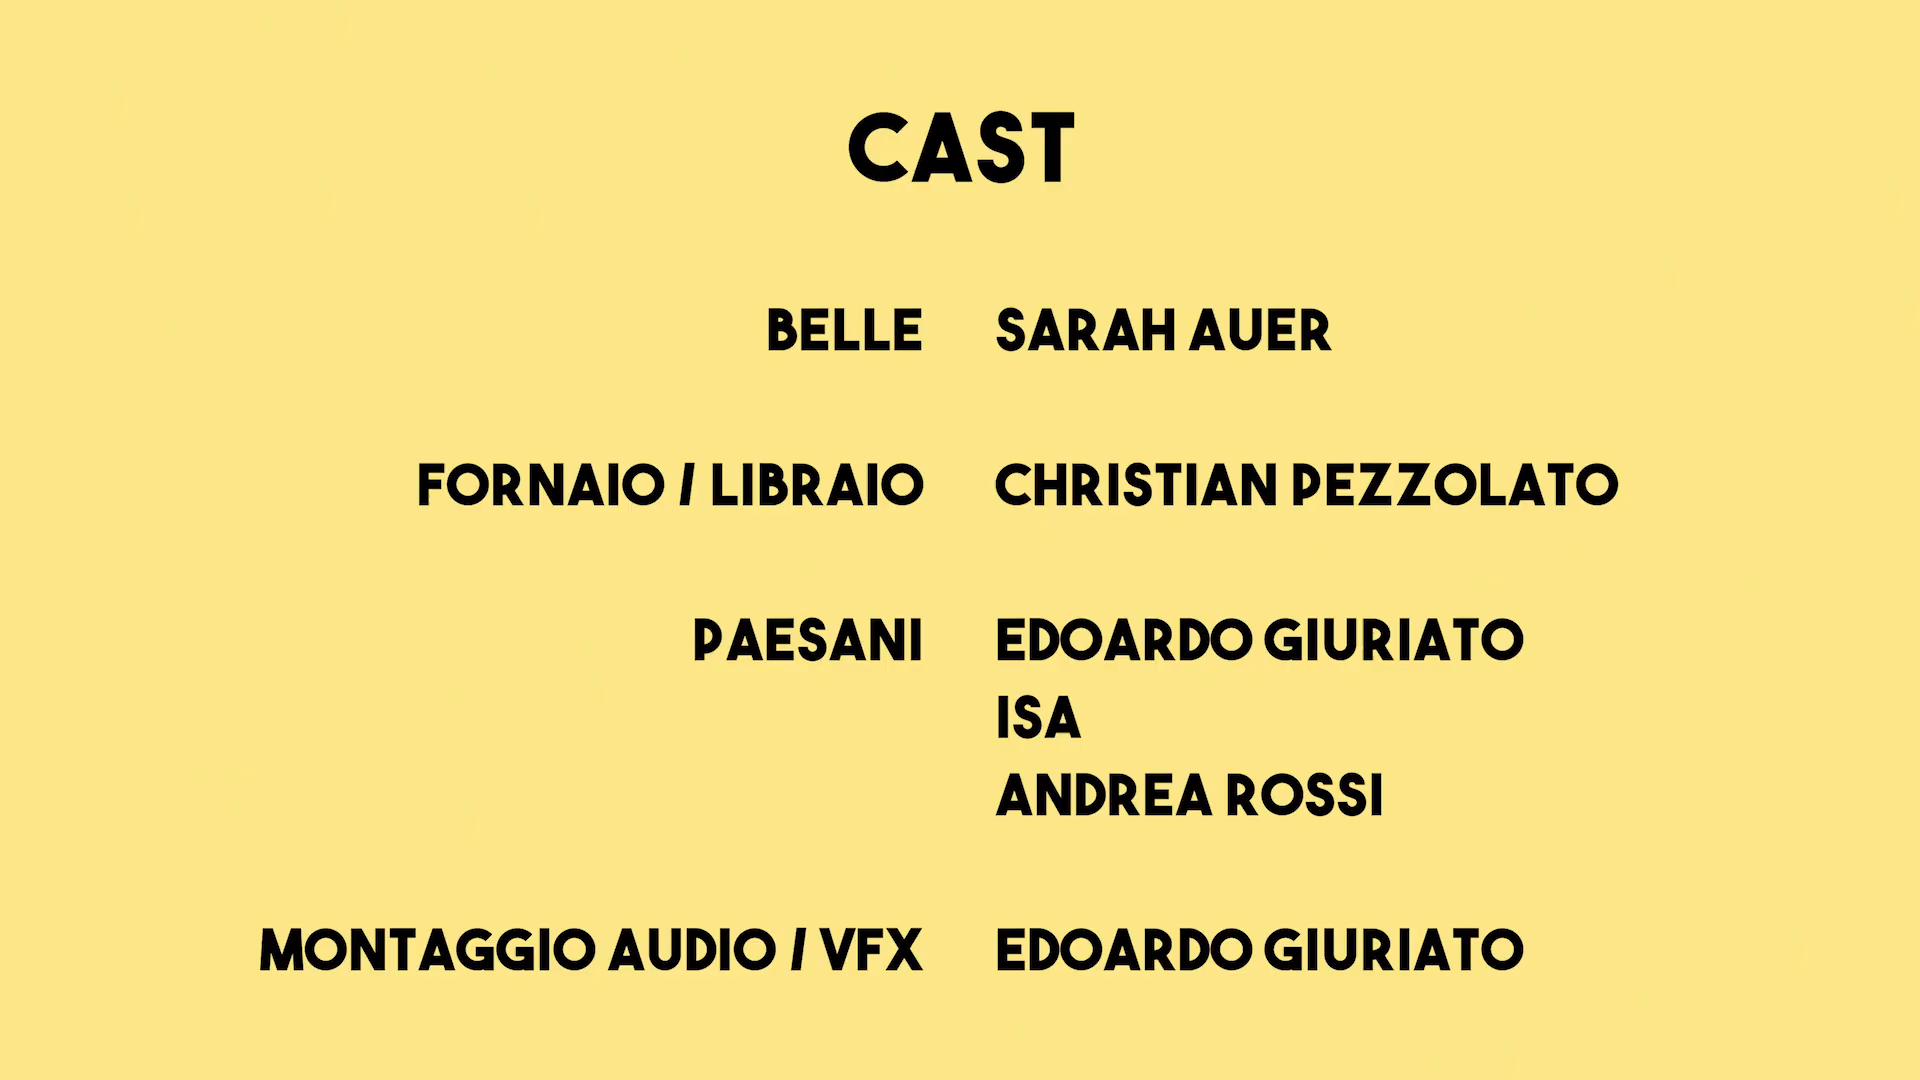 CAST
BELLE SARAH AUER
FORNAIO / LIBRAIO CHRISTIAN PEZZOLATO
PAESANI EDOARDO GIURIATO
ISA
ANDREA ROSSI
MONTAGGIO AUDIO / VFX EDOARDO GIURIATO